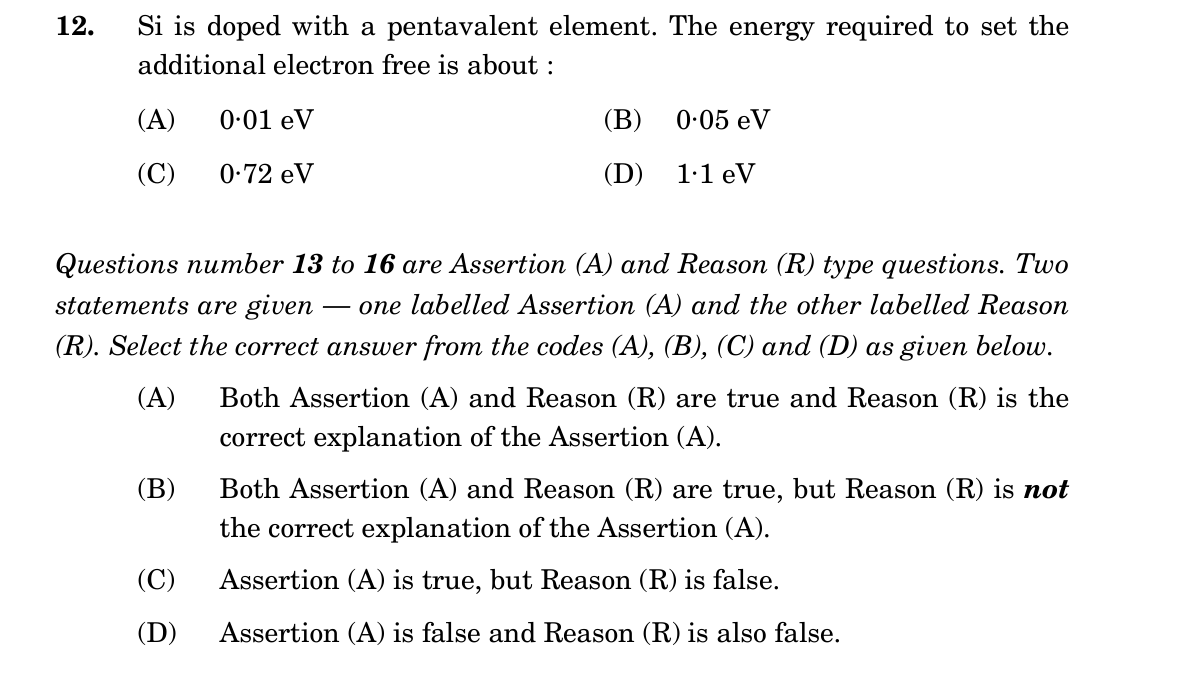 12. Si is doped with a pentavalent element. The energy required to set the
additional electron free is about :
(A) 0·01 eV (B) 0·05 eV
(C) 0·72 eV (D) 1·1 eV
Questions number 13 to 16 are Assertion (A) and Reason (R) type questions. Two
statements are given — one labelled Assertion (A) and the other labelled Reason
(R). Select the correct answer from the codes (A), (B), (C) and (D) as given below.
(A) Both Assertion (A) and Reason (R) are true and Reason (R) is the
correct explanation of the Assertion (A).
(B) Both Assertion (A) and Reason (R) are true, but Reason (R) is not
the correct explanation of the Assertion (A).
(C) Assertion (A) is true, but Reason (R) is false.
(D) Assertion (A) is false and Reason (R) is also false.